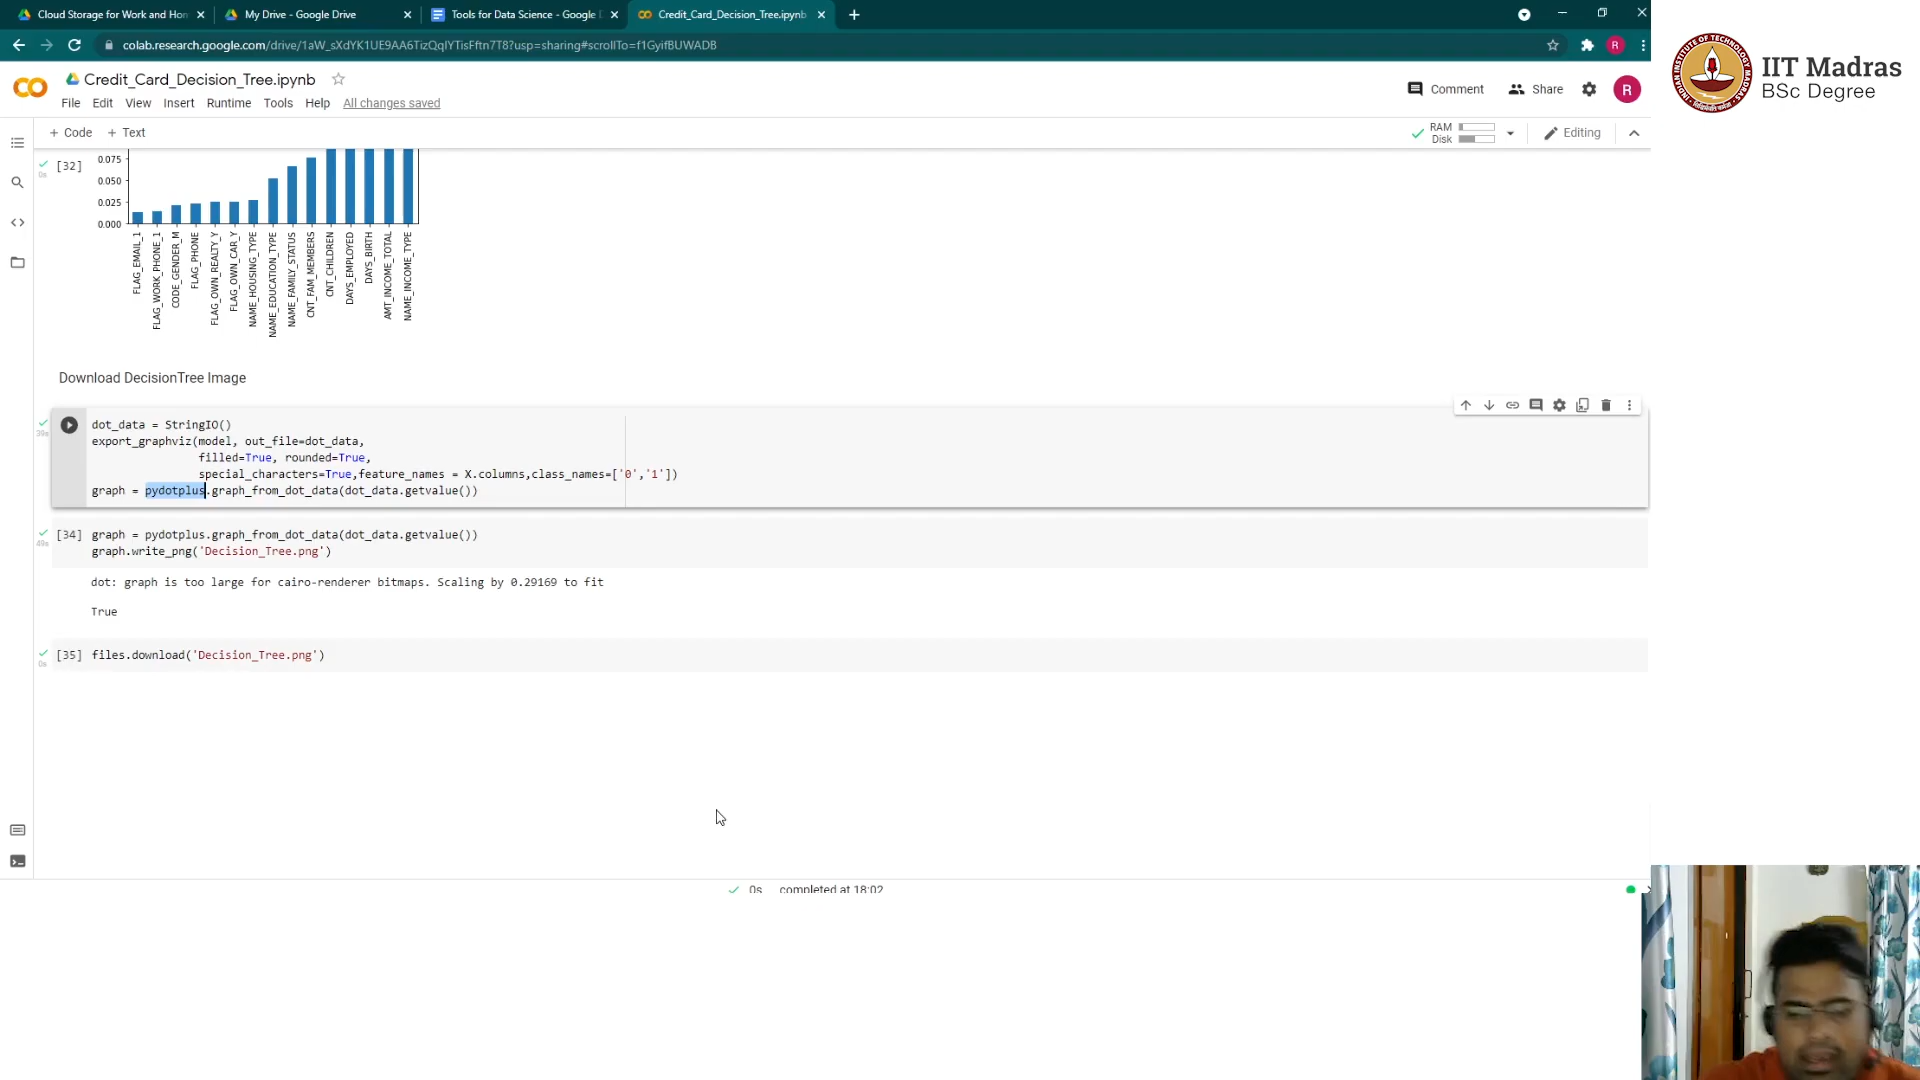 Cloud Storage for Work and Hom
My Drive - Google Drive
Tools for Data Science - Google D
Credit_Card_Decision_Tree.ipynb
colab.research.google.com/drive/1aW_sXdYK1UE9AA6TizQqlYTisFftn7T8?usp=sharing#scrollTo=f1GyifBUWADB
R
IIT Madras
BSc Degree
Credit_Card_Decision_Tree.ipynb
File Edit View Insert Runtime Tools Help All changes saved
Comment Share R
+ Code + Text
RAM
Disk
Editing
[32]
0.075
0.050
0.025
0.000
FLAG_EMAIL_1
FLAG_WORK_PHONE_1
CODE_GENDER_M
FLAG_PHONE
FLAG_OWN_REALTY_Y
FLAG_OWN_CAR_Y
NAME_HOUSING_TYPE
NAME_EDUCATION_TYPE
NAME_FAMILY_STATUS
CNT_FAM_MEMBERS
CNT_CHILDREN
DAYS_EMPLOYED
DAYS_BIRTH
AMT_INCOME_TOTAL
NAME_INCOME_TYPE
Download DecisionTree Image
dot_data = StringIO()
export_graphviz(model, out_file=dot_data,
filled=True, rounded=True,
special_characters=True,feature_names = X.columns,class_names=['0','1'])
graph = pydotplus.graph_from_dot_data(dot_data.getvalue())
[34] graph = pydotplus.graph_from_dot_data(dot_data.getvalue())
graph.write_png('Decision_Tree.png')
dot: graph is too large for cairo-renderer bitmaps. Scaling by 0.29169 to fit
True
[35] files.download('Decision_Tree.png')
0s completed at 18:02